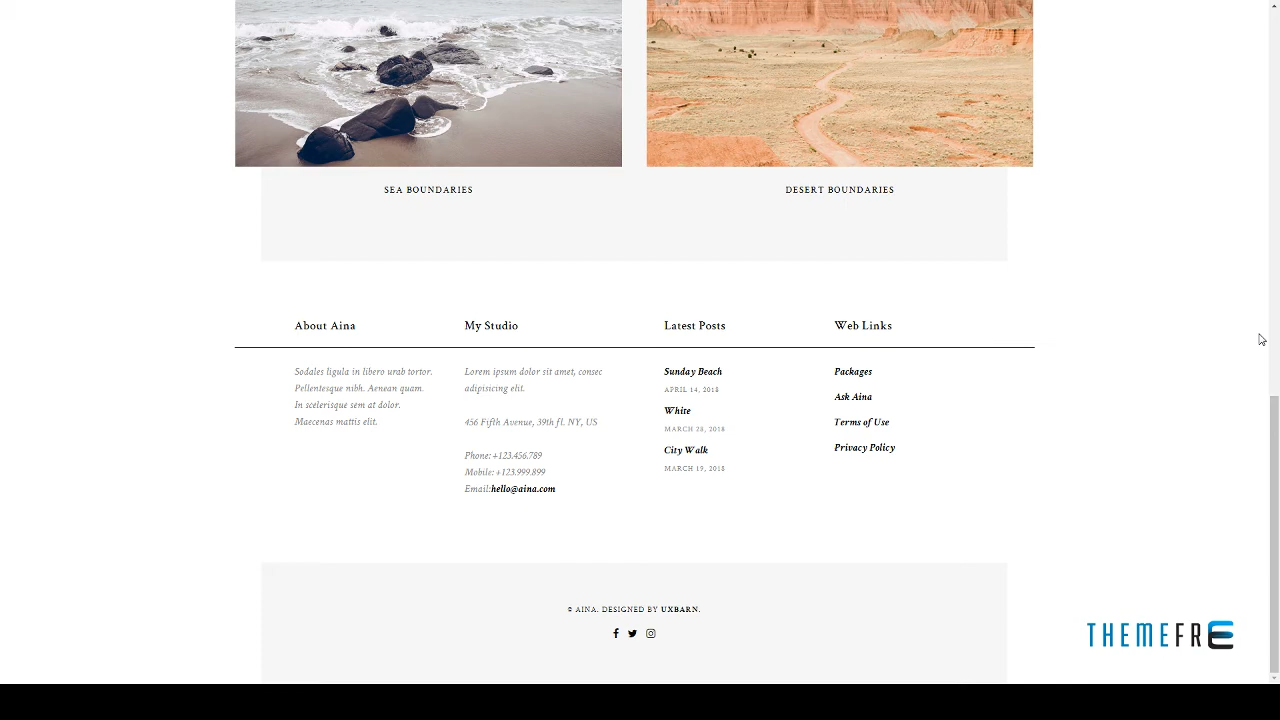 SEA BOUNDARIES
DESERT BOUNDARIES
About Aina
Sodales ligula in libero urab tortor.
Pellentesque nibh. Aenean quam.
In scelerisque sem at dolor.
Maecenas mattis elit.
My Studio
Lorem ipsum dolor sit amet, consec
adipisicing elit.
456 Fifth Avenue, 39th fl. NY, US
Phone: +123.456.789
Mobile: +123.999.899
Email:hello@aina.com
Latest Posts
Sunday Beach
APRIL 14, 2018
White
MARCH 28, 2018
City Walk
MARCH 19, 2018
Web Links
Packages
Ask Aina
Terms of Use
Privacy Policy
© AINA. DESIGNED BY UXBARN.
THEMEFRE